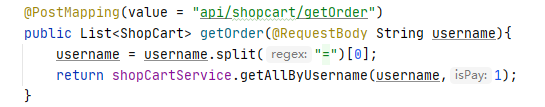 @PostMapping(value = "api/shopcart/getOrder")
public List<ShopCart> getOrder(@RequestBody String username){
username = username.split( regex: "=")[0];
return shopCartService.getAllByUsername(username, isPay: 1);
}